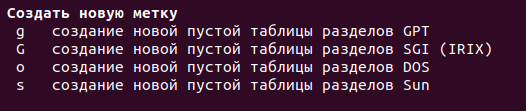 Создать новую метку
g создание новой пустой таблицы разделов GPT
G создание новой пустой таблицы разделов SGI (IRIX)
o создание новой пустой таблицы разделов DOS
s создание новой пустой таблицы разделов Sun